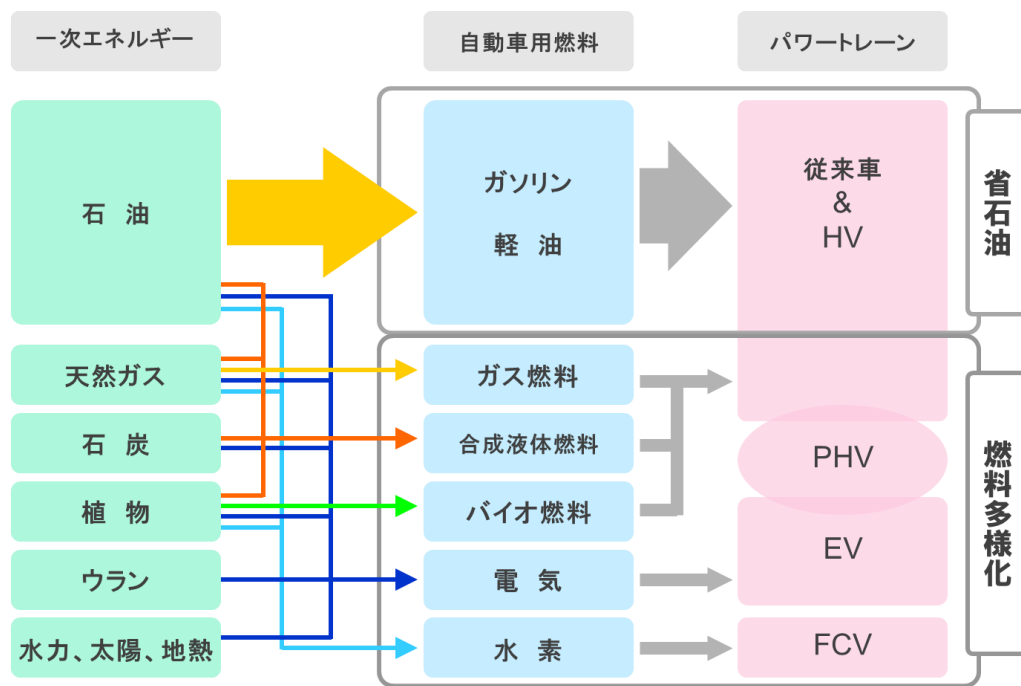 一次エネルギー
自動車用燃料
パワートレーン
石 油
ガソリン
軽 油
従来車
&
HV
省石油
天然ガス
ガス燃料
石 炭
合成液体燃料
PHV
植 物
バイオ燃料
EV
ウラン
電 気
水力、太陽、地熱
水 素
FCV
燃料多様化